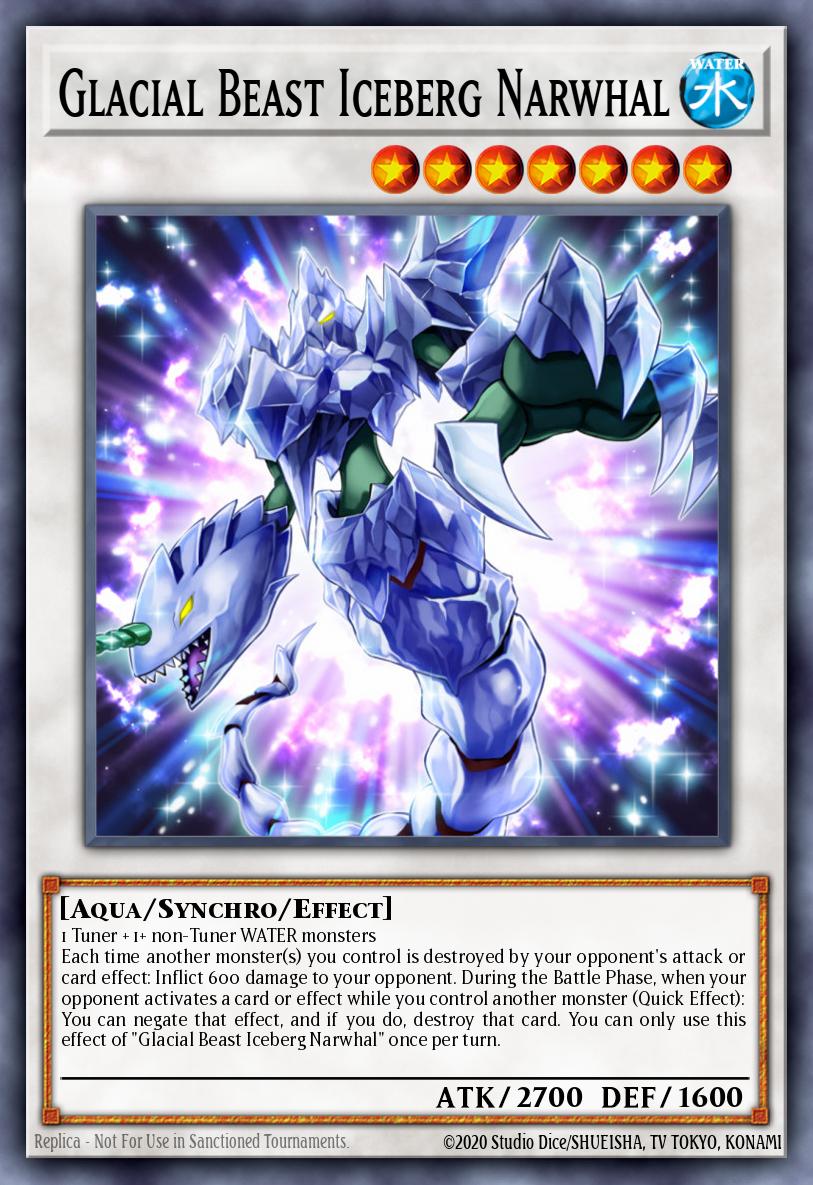 Glacial Beast Iceberg Narwhal
WATER
水
[Aqua/Synchro/Effect]
1 Tuner + 1+ non-Tuner WATER monsters
Each time another monster(s) you control is destroyed by your opponent's attack or
card effect: Inflict 600 damage to your opponent. During the Battle Phase, when your
opponent activates a card or effect while you control another monster (Quick Effect):
You can negate that effect, and if you do, destroy that card. You can only use this
effect of "Glacial Beast Iceberg Narwhal" once per turn.
ATK/2700 DEF/1600
Replica - Not For Use in Sanctioned Tournaments.
©2020 Studio Dice/SHUEISHA, TV TOKYO, KONAMI